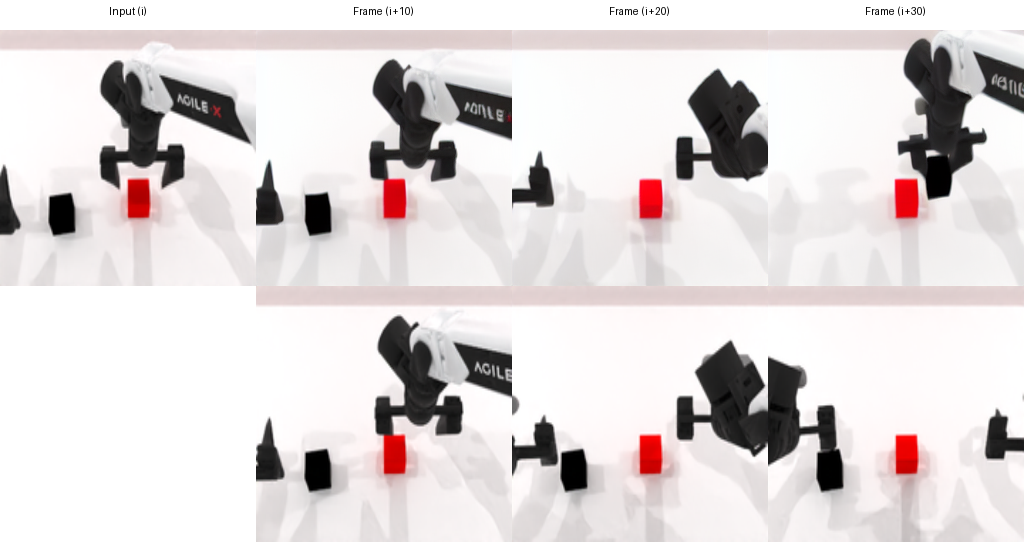 Input (i)
Frame (i+10)
Frame (i+20)
Frame (i+30)
AGILE X
AGILE